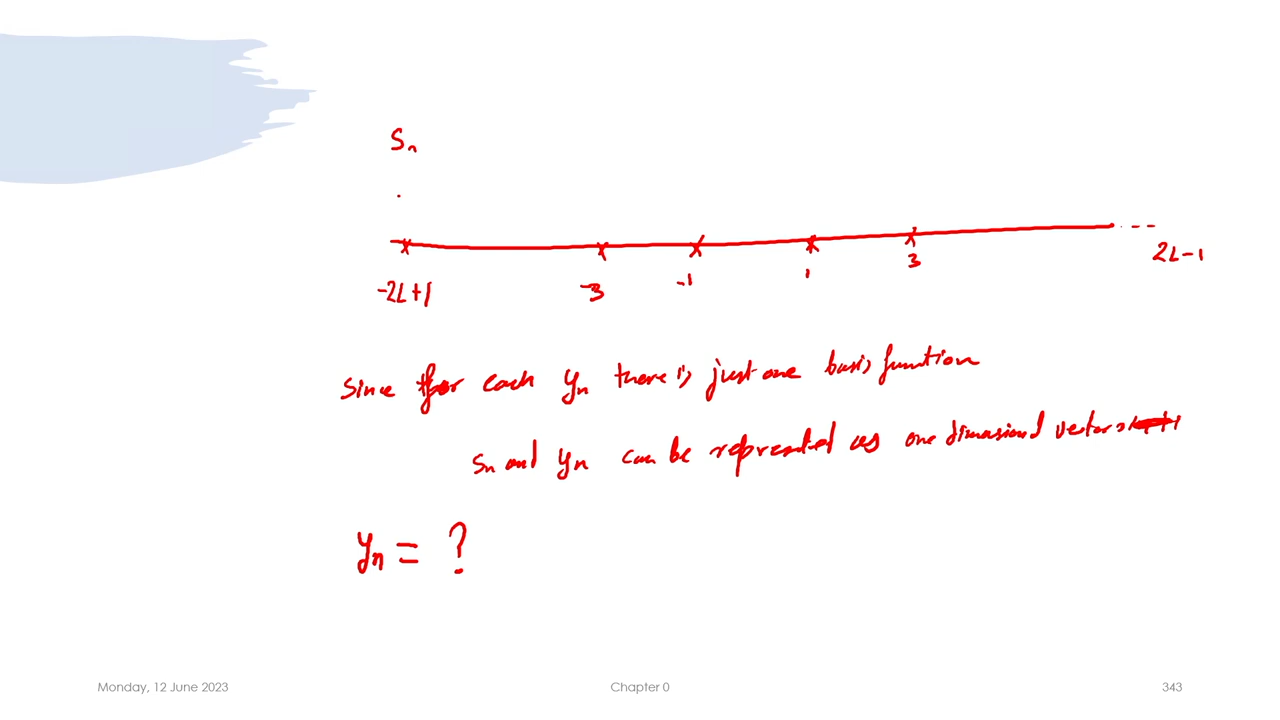 Sn
-2L+1 -3 -1 1 3 2L-1
Since for each yn there is just one basis function
Sn and yn can be represented as one dimensional vectors
yn = ?
Monday, 12 June 2023 Chapter 0 343